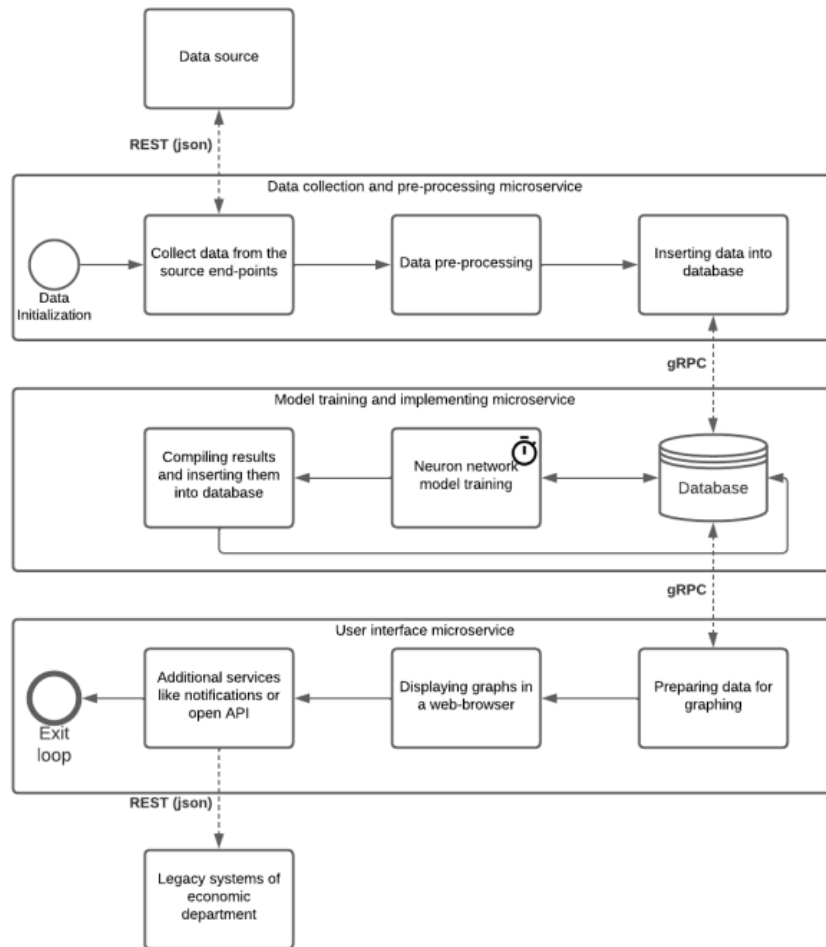 Data source
REST (json)
Data collection and pre-processing microservice
Collect data from the
source end-points
Data pre-processing
Inserting data into
database
Data
Initialization
gRPC
Model training and implementing microservice
Compiling results
and inserting them
into database
Neuron network
model training
Database
gRPC
User interface microservice
Exit
loop
Additional services
like notifications or
open API
Displaying graphs in
a web-browser
Preparing data for
graphing
REST (json)
Legacy systems of
economic
department